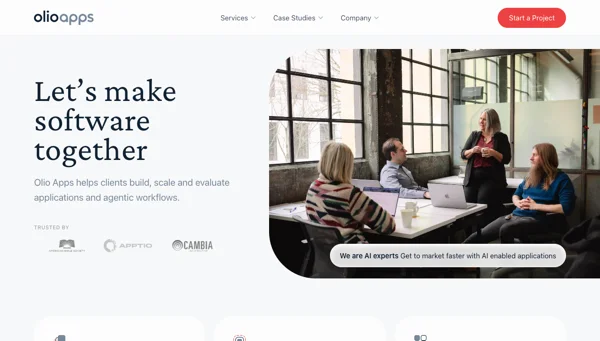 olioapps
Services
Case Studies
Company
Start a Project
Let's make
software
together
Olio Apps helps clients build, scale and evaluate
applications and agentic workflows.
TRUSTED BY
APPTIO
CAMBIA
We are AI experts Get to market faster with AI enabled applications